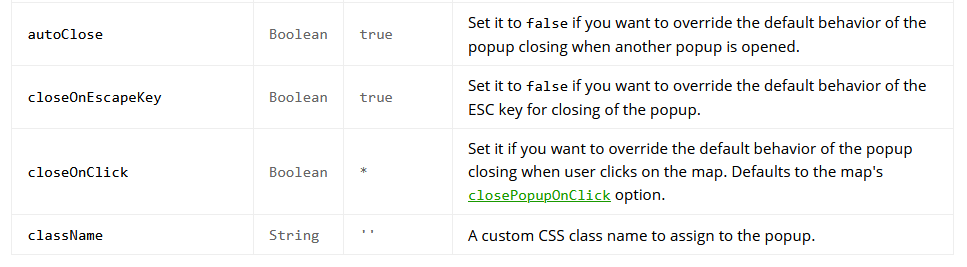 autoClose Boolean true Set it to false if you want to override the default behavior of the
popup closing when another popup is opened.
closeOnEscapeKey Boolean true Set it to false if you want to override the default behavior of the
ESC key for closing of the popup.
closeOnClick Boolean * Set it if you want to override the default behavior of the popup
closing when user clicks on the map. Defaults to the map's
closePopupOnClick option.
className String '' A custom CSS class name to assign to the popup.